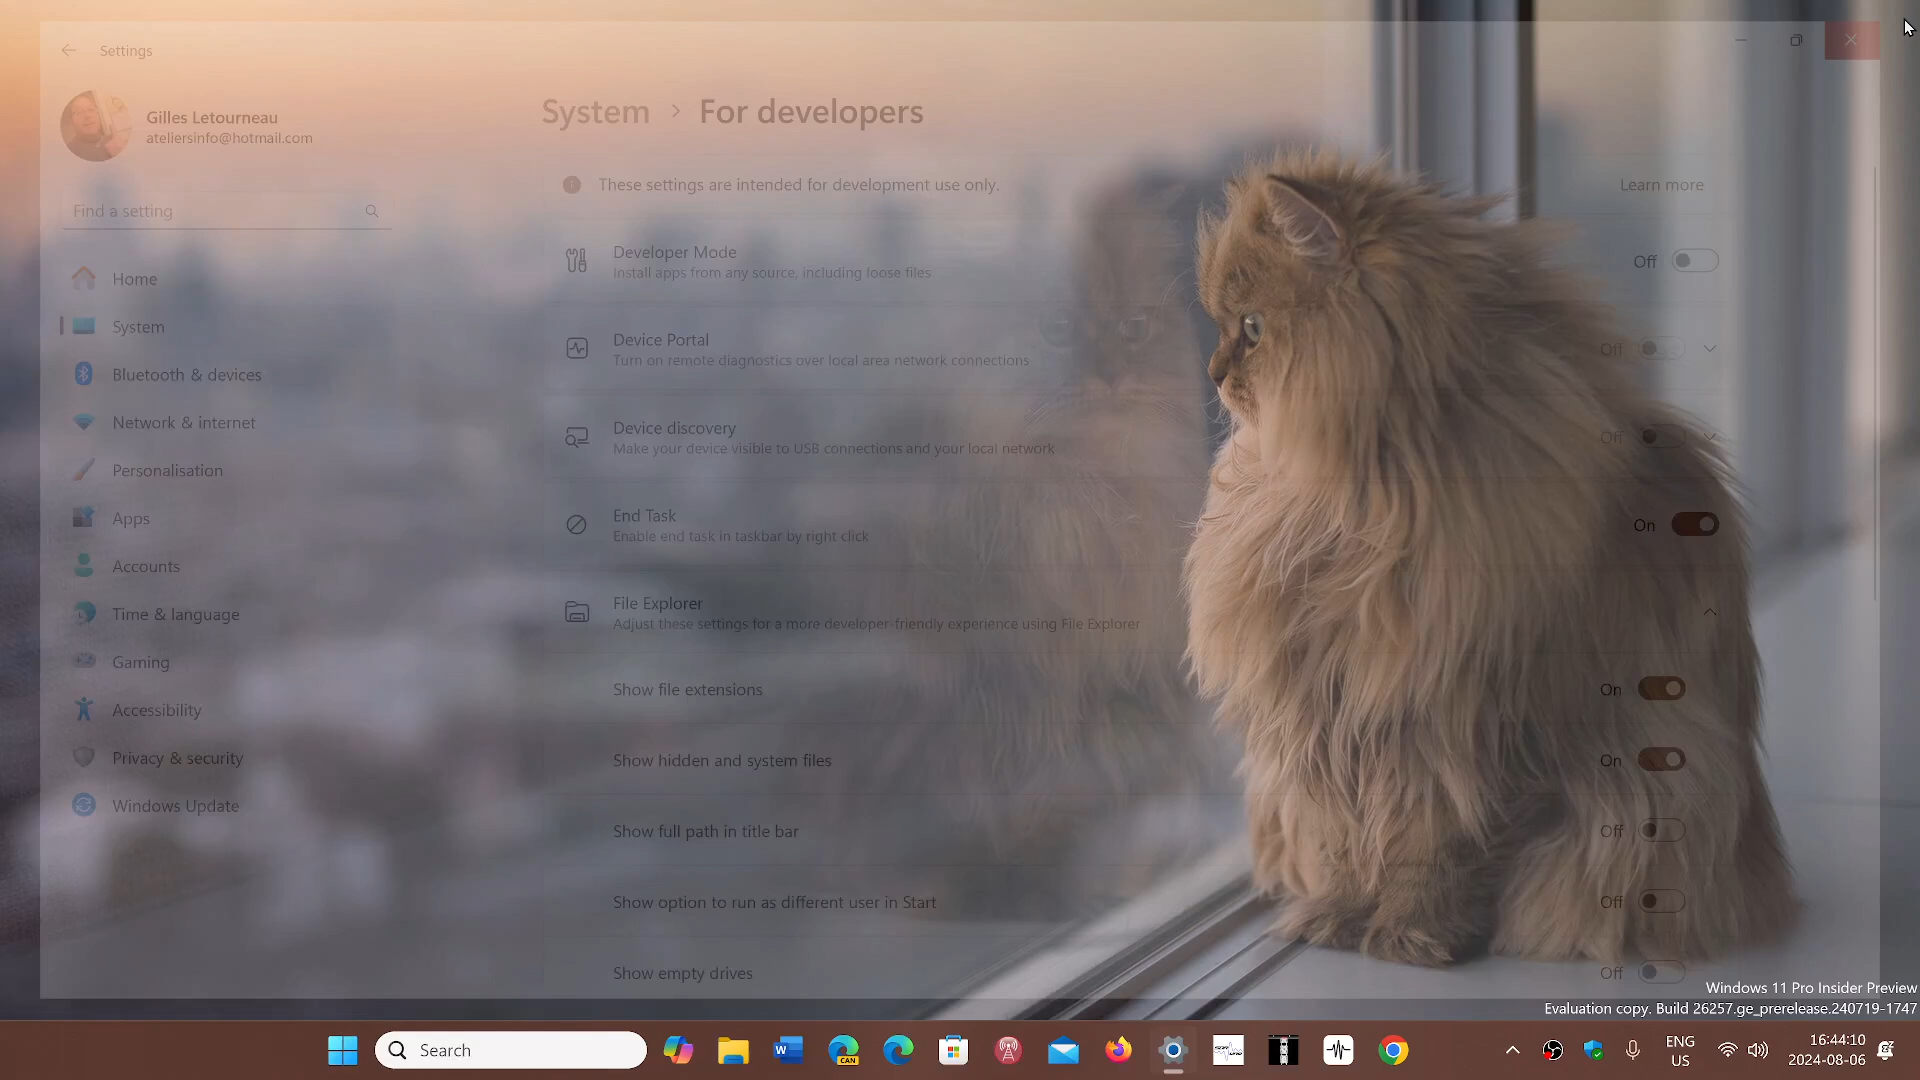 Settings
Gilles Letourneau
ateliersinfo@hotmail.com
Find a setting
Home
System
Bluetooth & devices
Network & internet
Personalisation
Apps
Accounts
Time & language
Gaming
Accessibility
Privacy & security
Windows Update
System > For developers
These settings are intended for development use only.
Learn more
Developer Mode
Install apps from any source, including loose files
Off
Device Portal
Turn on remote diagnostics over local area network connections
Off
Device discovery
Make your device visible to USB connections and your local network
Off
End Task
Enable end task in taskbar by right click
On
File Explorer
Adjust these settings for a more developer-friendly experience using File Explorer
Show file extensions
On
Show hidden and system files
On
Show full path in title bar
Off
Show option to run as different user in Start
Off
Show empty drives
Off
Windows 11 Pro Insider Preview
Evaluation copy. Build 26257.ge_prerelease.240719-1747
Search
W
CAN
ENG
US
16:44:10
2024-08-06